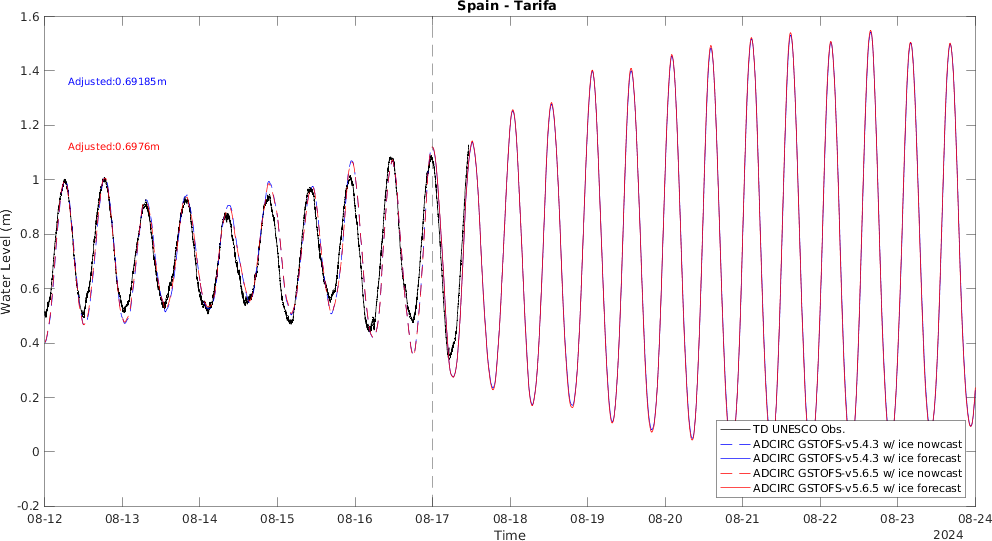 Spain - Tarifa
1.6
1.4
1.2
1
0.8
0.6
0.4
0.2
0
-0.2
Water Level (m)
Adjusted:0.69185m
Adjusted:0.6976m
TD UNESCO Obs.
ADCIRC GSTOFS-v5.4.3 w/ ice nowcast
ADCIRC GSTOFS-v5.4.3 w/ ice forecast
ADCIRC GSTOFS-v5.6.5 w/ ice nowcast
ADCIRC GSTOFS-v5.6.5 w/ ice forecast
08-12 08-13 08-14 08-15 08-16 08-17 08-18 08-19 08-20 08-21 08-22 08-23 08-24
Time
2024